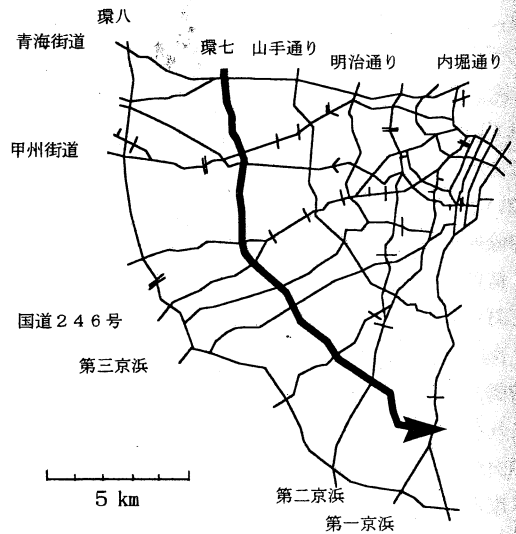 環八
青海街道
環七
山手通り
明治通り
内堀通り
甲州街道
国道２４６号
第三京浜
5 km
第二京浜
第一京浜